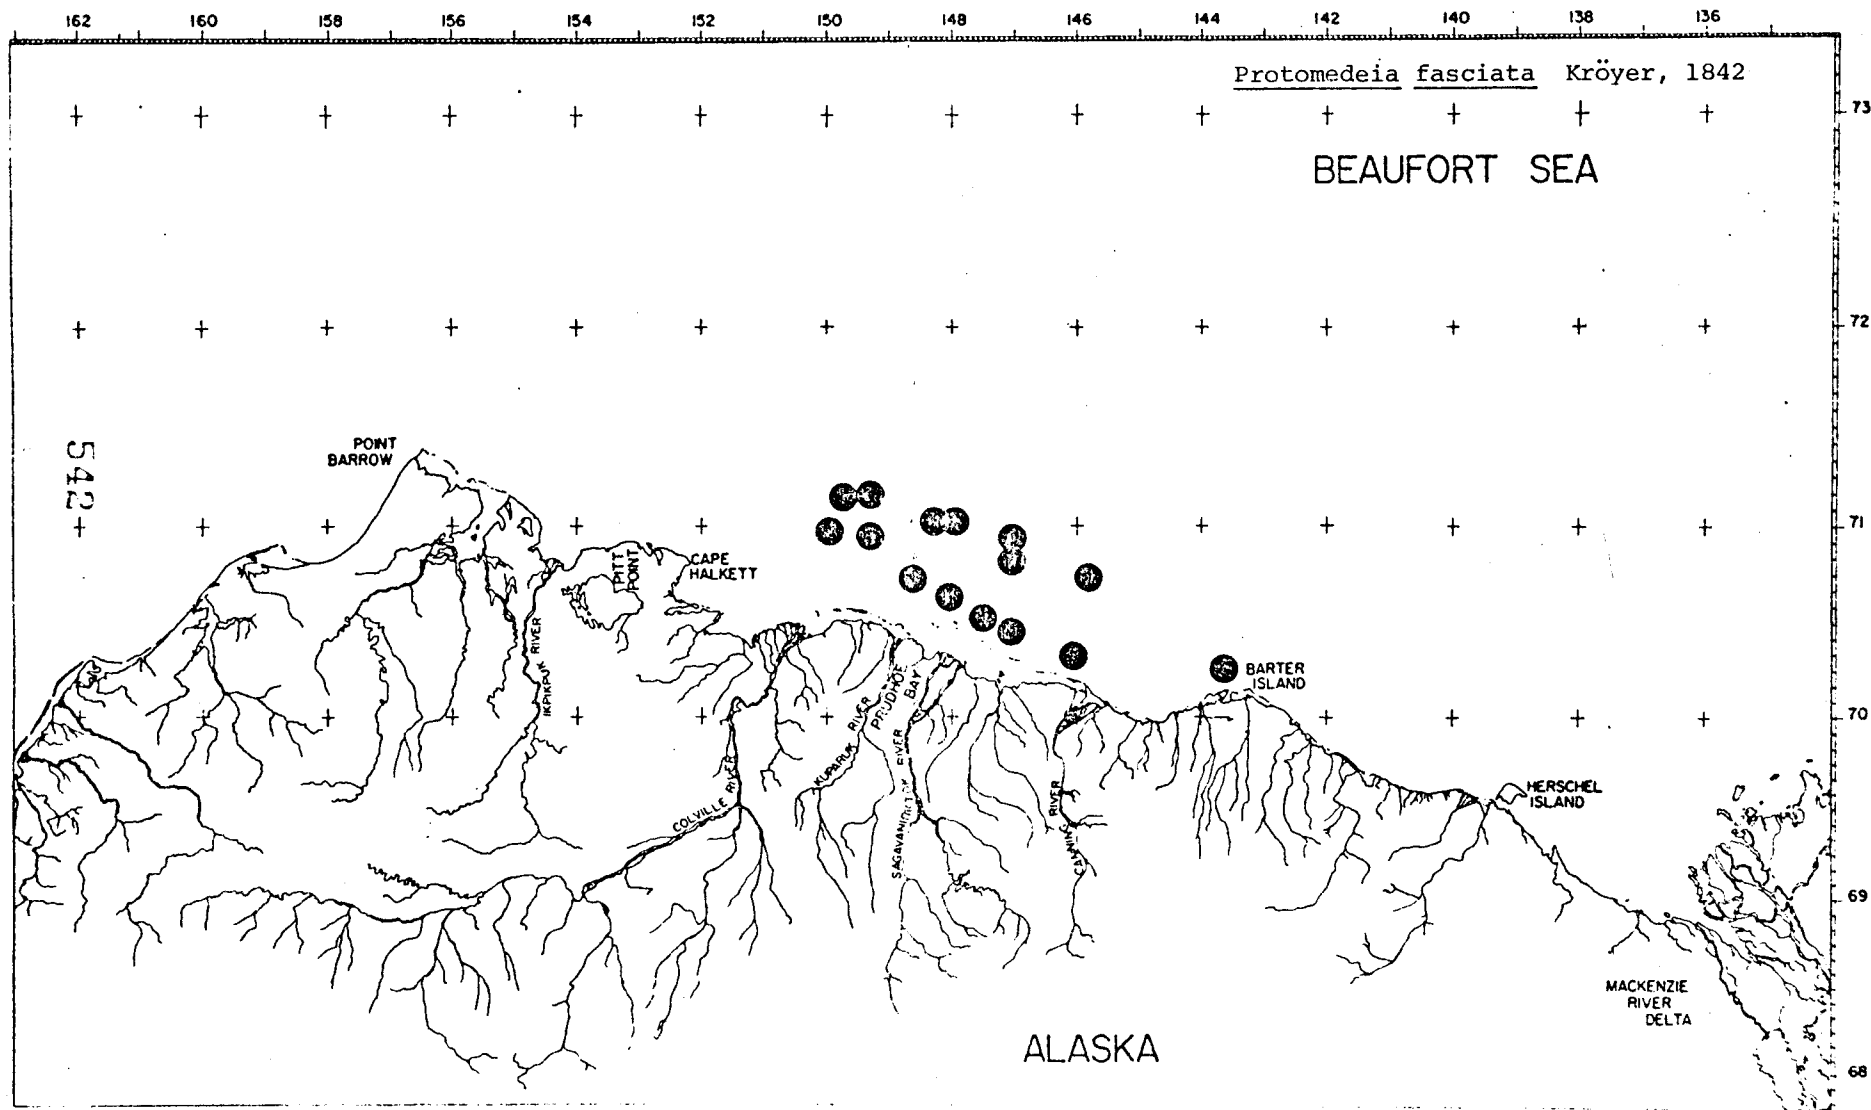 162 160 158 156 154 152 150 148 146 144 142 140 138 136
Protomedeia fasciata Kröyer, 1842
73
BEAUFORT SEA
72
POINT
BARROW
542
71
PITT
POINT
CAPE
HALKETT
IKPIKPUK RIVER
BARTER
ISLAND
PRUDHOE
BAY
70
KUPARUK RIVER
COLVILLE RIVER
SAGAVANIRKTOK RIVER
CANNING RIVER
HERSCHEL
ISLAND
69
MACKENZIE
RIVER
DELTA
ALASKA
68